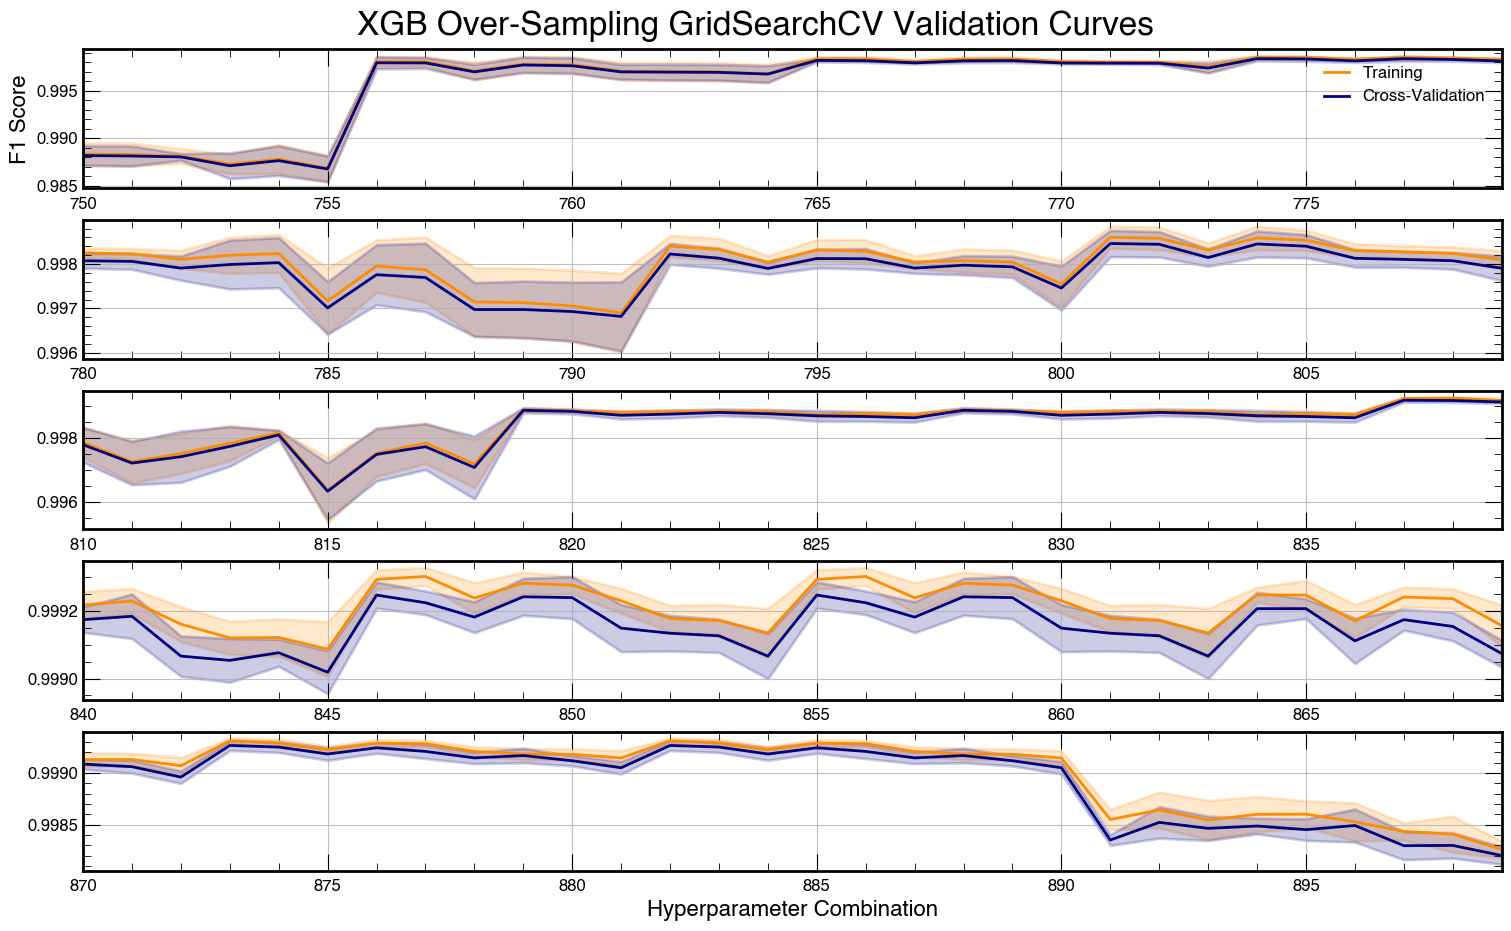 XGB Over-Sampling GridSearchCV Validation Curves
F1 Score
0.995
0.990
0.985
Training
Cross-Validation
750 755 760 765 770 775
0.998
0.997
0.996
780 785 790 795 800 805
0.998
0.996
810 815 820 825 830 835
0.9992
0.9990
840 845 850 855 860 865
0.9990
0.9985
870 875 880 885 890 895
Hyperparameter Combination